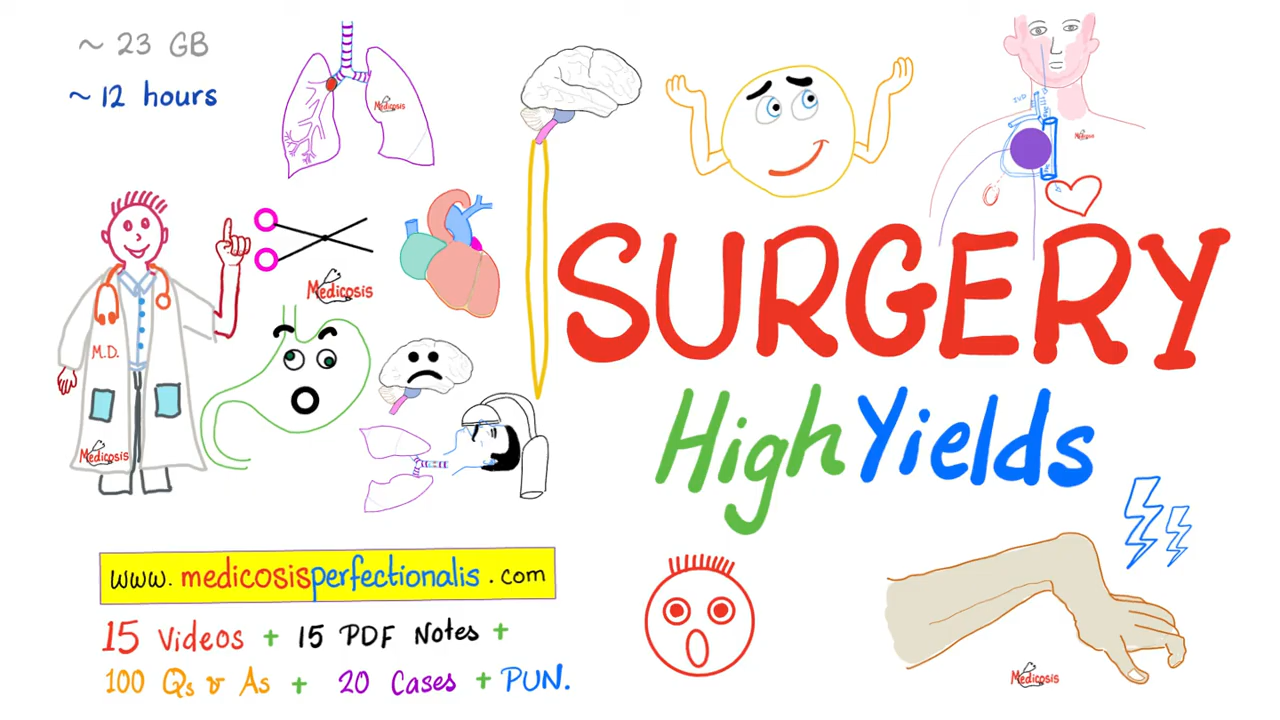 ~ 23 GB
~ 12 hours
Medicosis
Medicosis
SURGERY
Medicosis
M.D.
High Yields
Medicosis
www.medicosisperfectionalis.com
15 Videos + 15 PDF Notes +
100 Qs & As + 20 Cases + PUN.
Medicosis